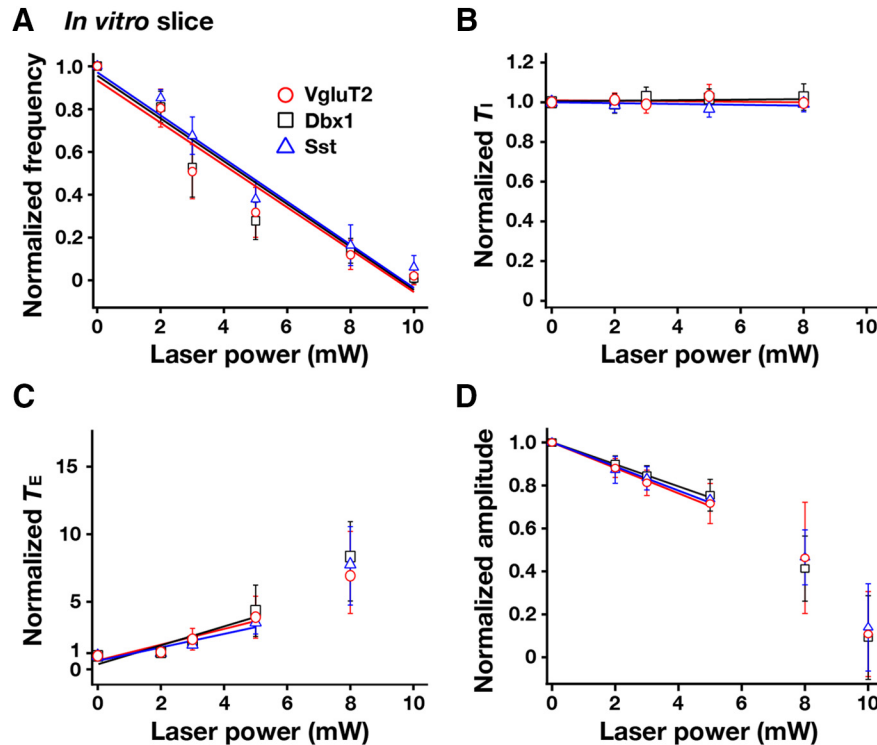 A In vitro slice
Normalized frequency
1.0
0.8
0.6
0.4
0.2
0
VgluT2
Dbx1
Sst
0 2 4 6 8 10
Laser power (mW)
B
Normalized TI
1.2
1.0
0.8
0.6
0.4
0.2
0
0 2 4 6 8 10
Laser power (mW)
C
Normalized TE
15
10
5
1
0
0 2 4 6 8 10
Laser power (mW)
D
Normalized amplitude
1.0
0.8
0.6
0.4
0.2
0
0 2 4 6 8 10
Laser power (mW)